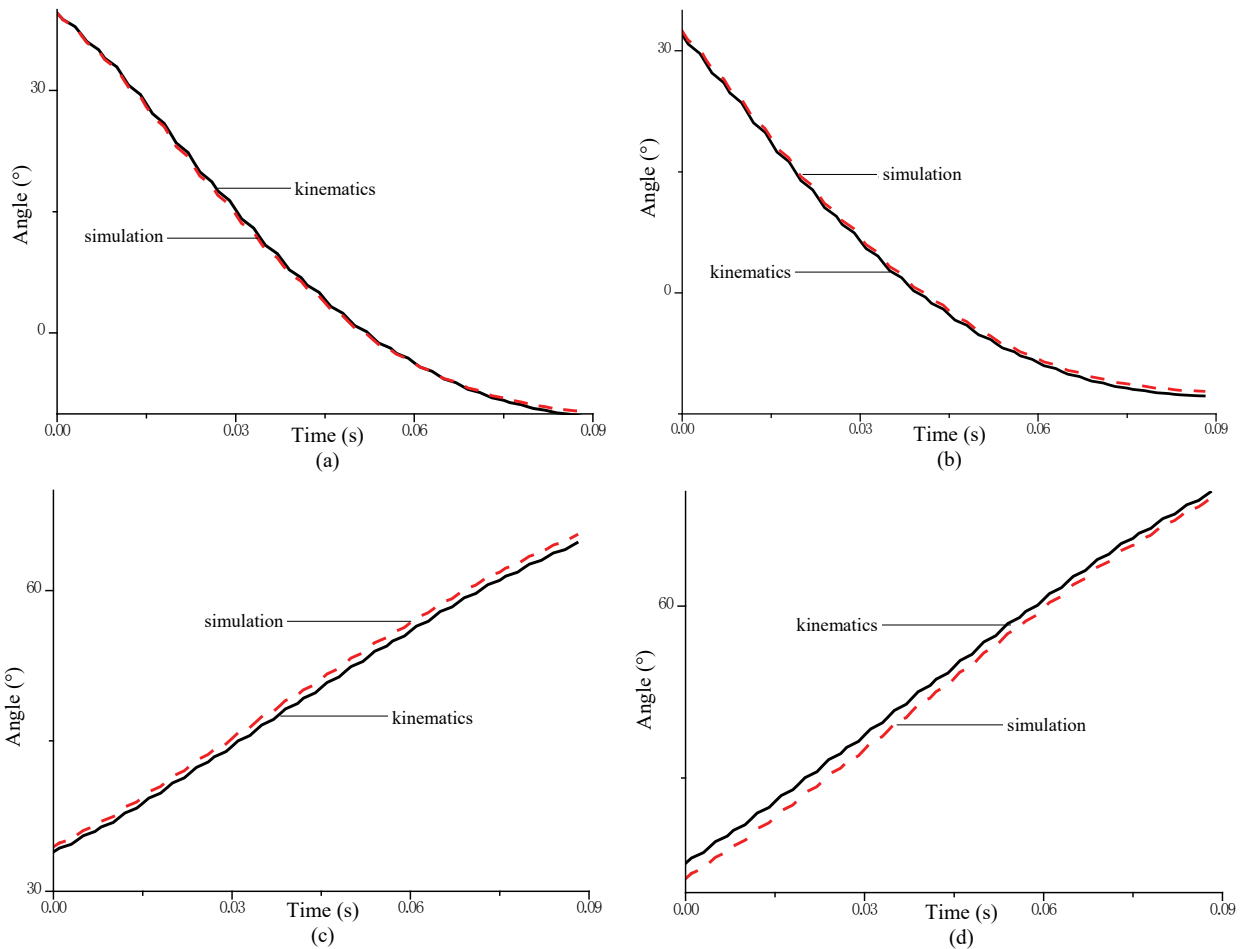 30
0
Angle (°)
kinematics
simulation
0.00
0.03
0.06
0.09
Time (s)
(a)
30
0
Angle (°)
simulation
kinematics
0.00
0.03
0.06
0.09
Time (s)
(b)
60
30
Angle (°)
simulation
kinematics
0.00
0.03
0.06
0.09
Time (s)
(c)
60
Angle (°)
kinematics
simulation
0.00
0.03
0.06
0.09
Time (s)
(d)